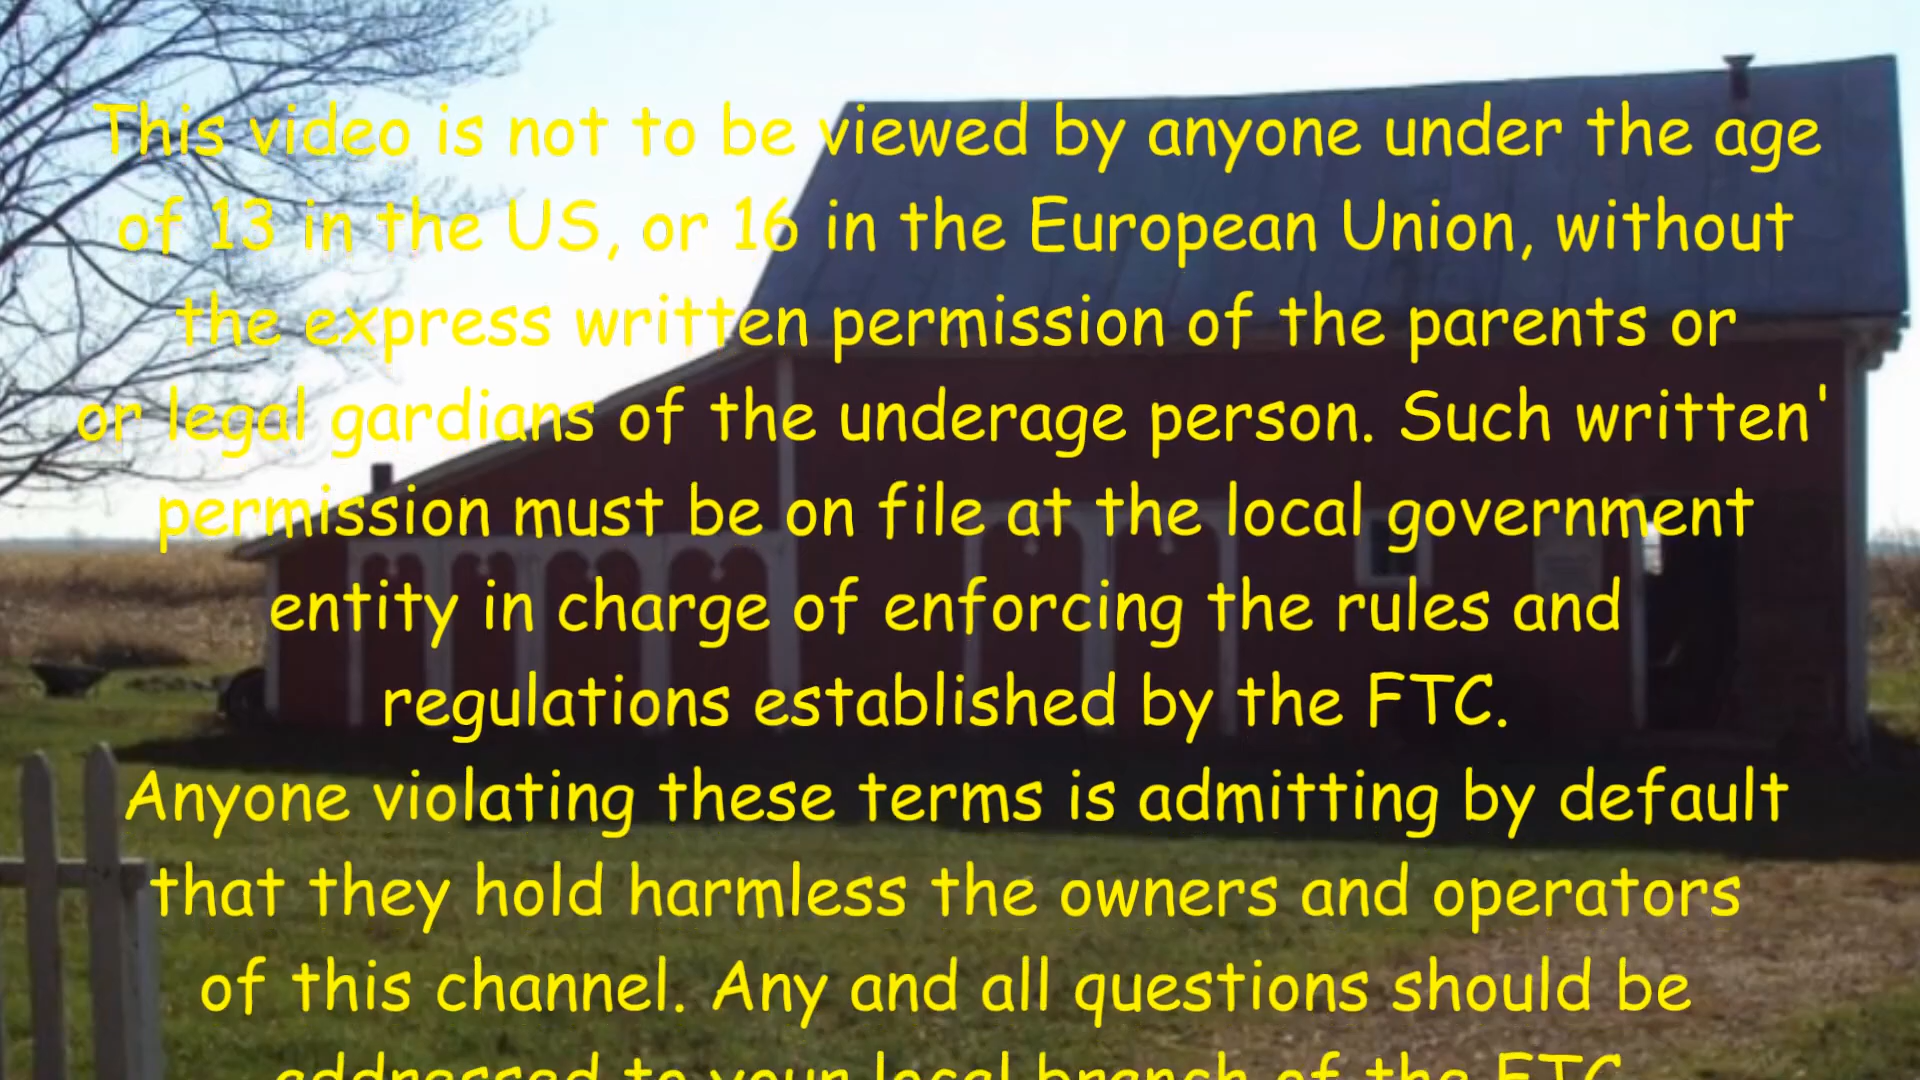 This video is not to be viewed by anyone under the age
of 13 in the US, or 16 in the European Union, without
the express written permission of the parents or
or legal gardians of the underage person. Such written'
permission must be on file at the local government
entity in charge of enforcing the rules and
regulations established by the FTC.
Anyone violating these terms is admitting by default
that they hold harmless the owners and operators
of this channel. Any and all questions should be
addressed to your local branch of the FTC